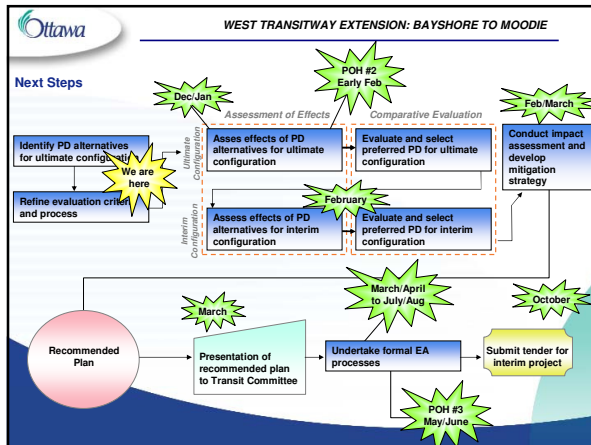 Ottawa
WEST TRANSITWAY EXTENSION: BAYSHORE TO MOODIE
Next Steps
Dec/Jan
POH #2
Early Feb
Feb/March
Assessment of Effects
Comparative Evaluation
Identify PD alternatives
for ultimate configuration
We are
here
Refine evaluation criteria
and process
Ultimate
Configuration
Asses effects of PD
alternatives for ultimate
configuration
Evaluate and select
preferred PD for ultimate
configuration
Conduct impact
assessment and
develop
mitigation
strategy
February
Interim
Configuration
Assess effects of PD
alternatives for interim
configuration
Evaluate and select
preferred PD for interim
configuration
March
March/April
to July/Aug
October
Recommended
Plan
Presentation of
recommended plan
to Transit Committee
Undertake formal EA
processes
Submit tender for
interim project
POH #3
May/June